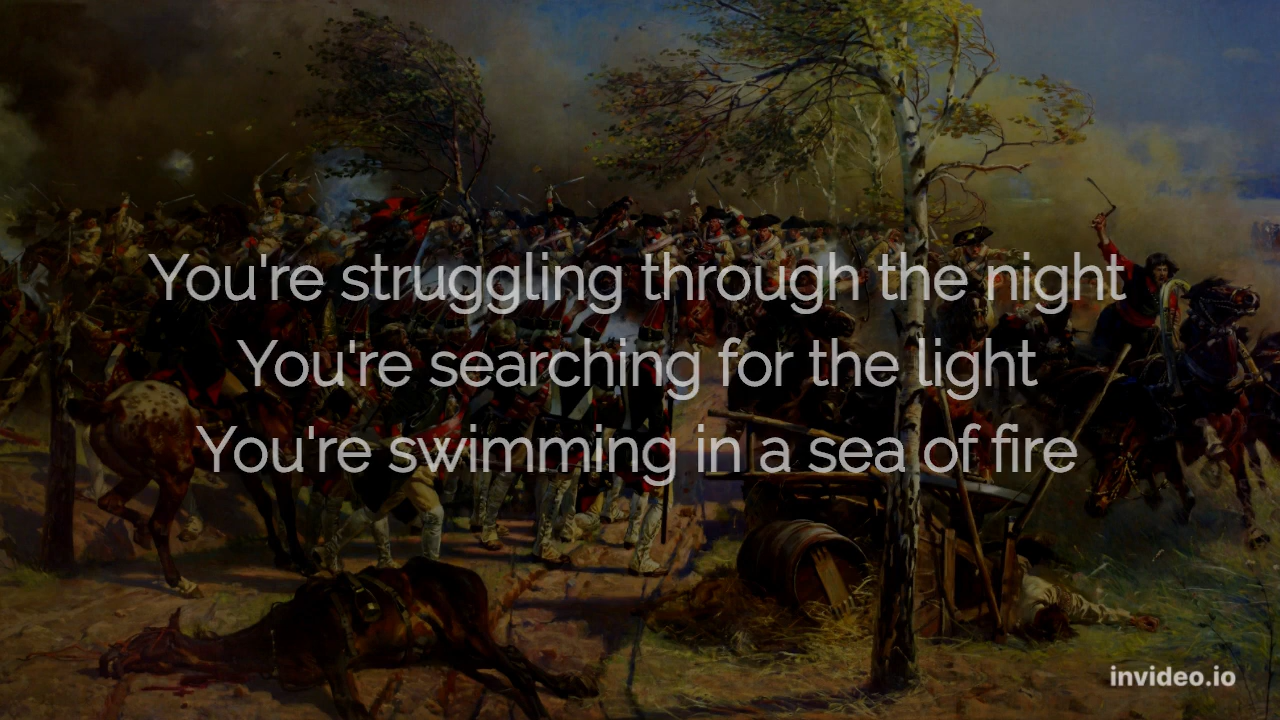 You're struggling through the night
You're searching for the light
You're swimming in a sea of fire
invideo.io